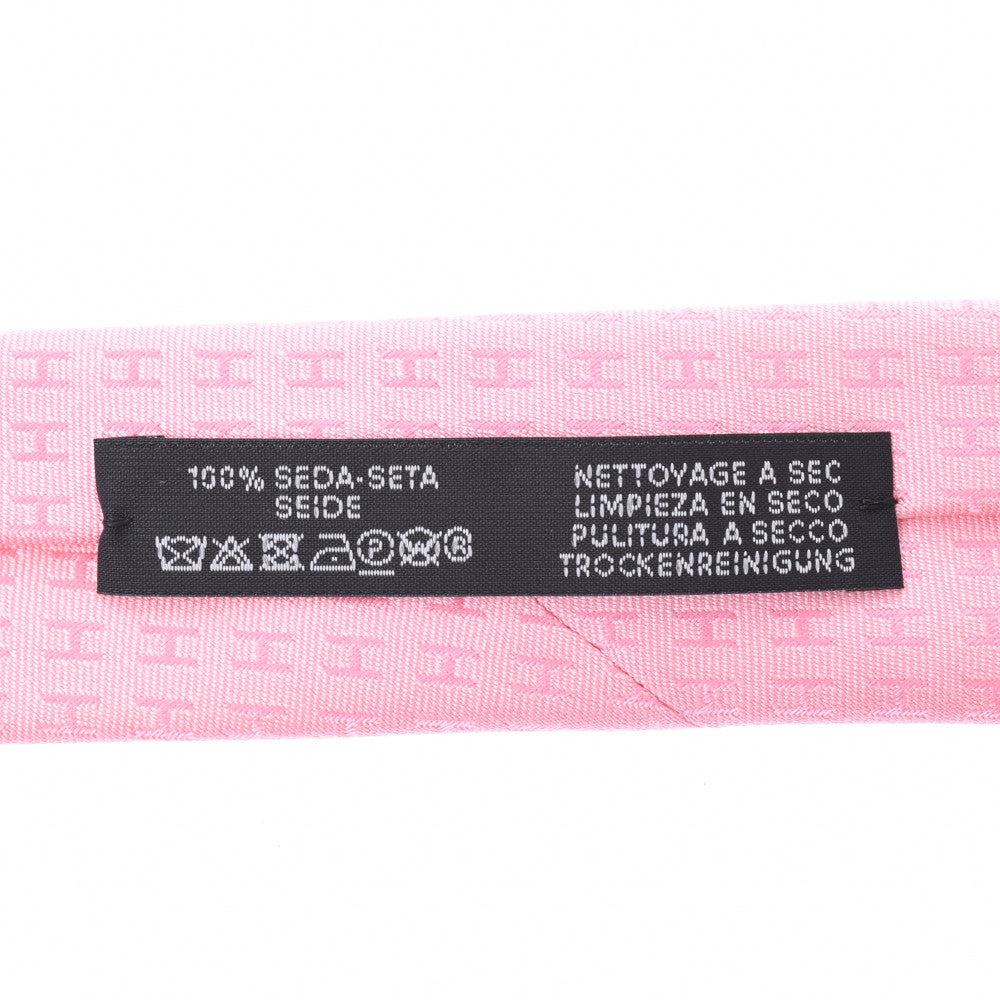 100% SEDA-SETA
SEIDE
NETTOYAGE A SEC
LIMPIEZA EN SECO
PULITURA A SECCO
TROCKENREINIGUNG